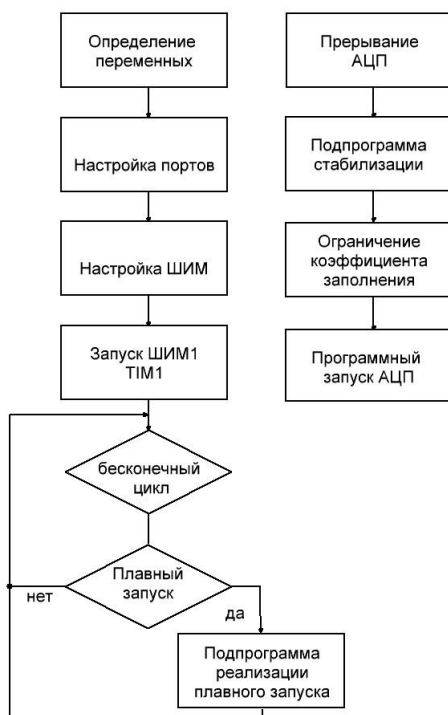 Определение
переменных
Настройка портов
Настройка ШИМ
Запуск ШИМ1
TIM1
бесконечный
цикл
Плавный
запуск
нет
да
Подпрограмма
реализации
плавного запуска
Прерывание
АЦП
Подпрограмма
стабилизации
Ограничение
коэффициента
заполнения
Программный
запуск АЦП